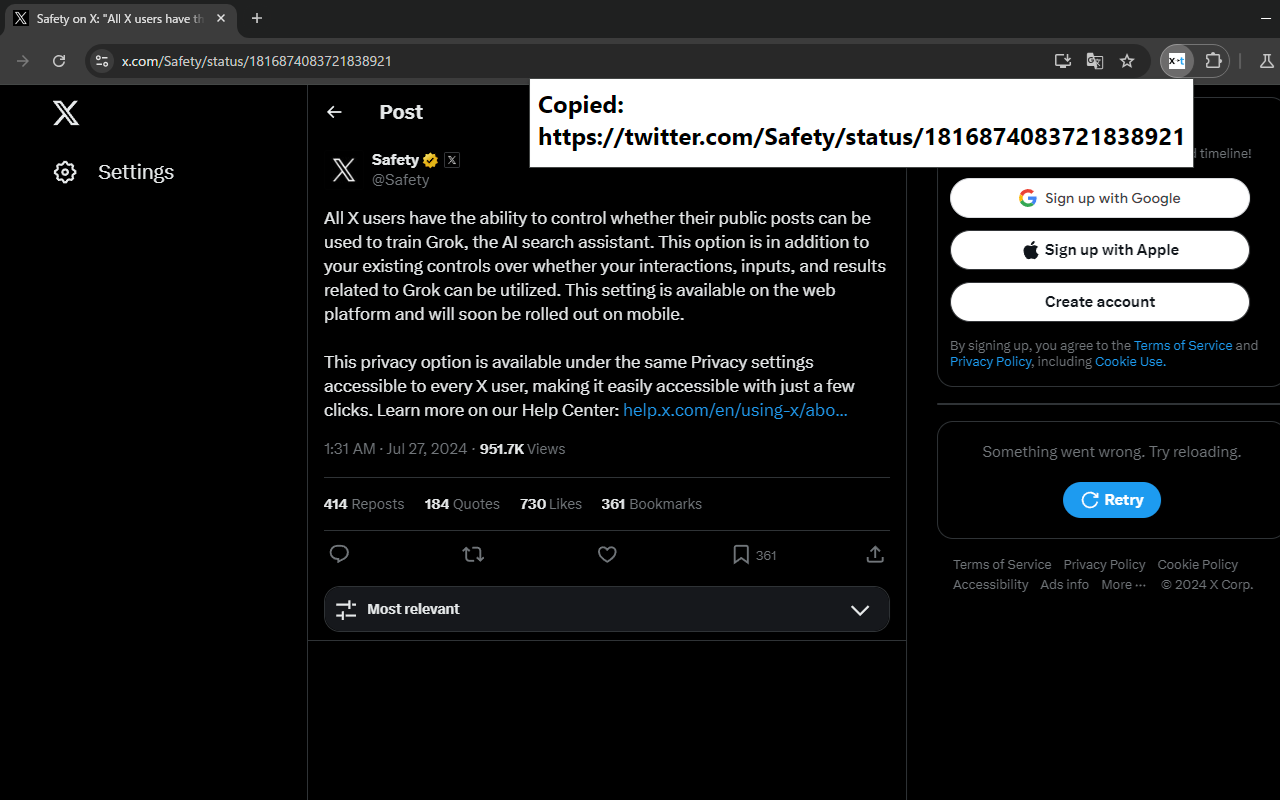 Safety on X: "All X users have th
x.com/Safety/status/1816874083721838921
x→t
Copied:
https://twitter.com/Safety/status/1816874083721838921
Settings
Post
Safety
@Safety
All X users have the ability to control whether their public posts can be
used to train Grok, the AI search assistant. This option is in addition to
your existing controls over whether your interactions, inputs, and results
related to Grok can be utilized. This setting is available on the web
platform and will soon be rolled out on mobile.
This privacy option is available under the same Privacy settings
accessible to every X user, making it easily accessible with just a few
clicks. Learn more on our Help Center: help.x.com/en/using-x/abo…
1:31 AM · Jul 27, 2024 · 951.7K Views
414 Reposts 184 Quotes 730 Likes 361 Bookmarks
361
Most relevant
timeline!
Sign up with Google
Sign up with Apple
Create account
By signing up, you agree to the Terms of Service and
Privacy Policy, including Cookie Use.
Something went wrong. Try reloading.
Retry
Terms of Service Privacy Policy Cookie Policy
Accessibility Ads info More ··· © 2024 X Corp.